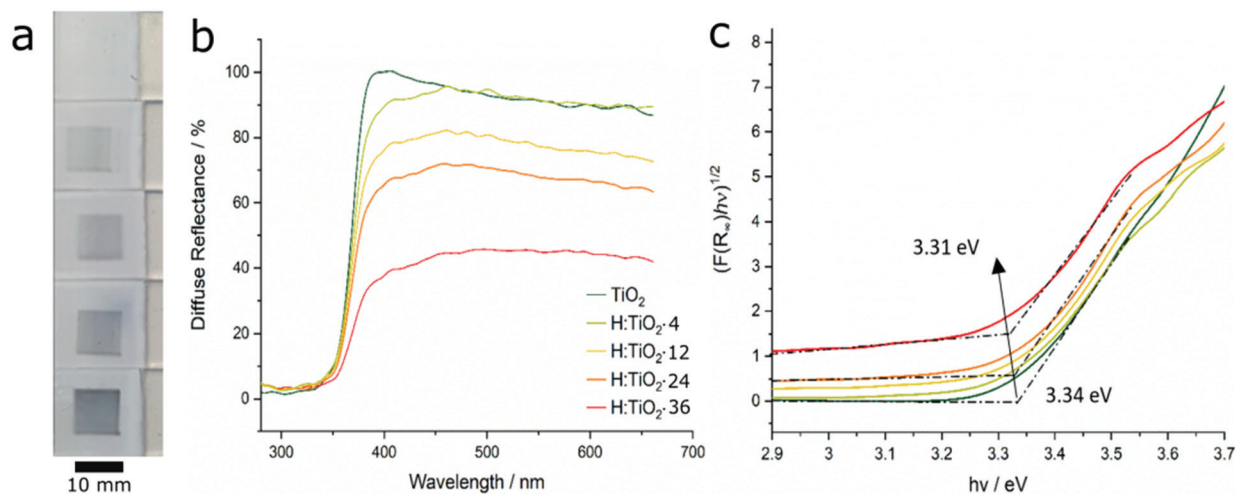 a
10 mm
b
Diffuse Reflectance / %
100
80
60
40
20
0
300
400
500
600
700
Wavelength / nm
TiO₂
H:TiO₂·4
H:TiO₂·12
H:TiO₂·24
H:TiO₂·36
c
(F(R∞)hν)¹/²
8
7
6
5
4
3
2
1
0
2.9
3.0
3.1
3.2
3.3
3.4
3.5
3.6
3.7
hν / eV
3.31 eV
3.34 eV